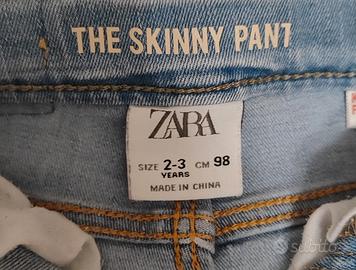 THE SKINNY PANT
ZARA
SIZE 2-3 CM 98
YEARS
MADE IN CHINA
subito